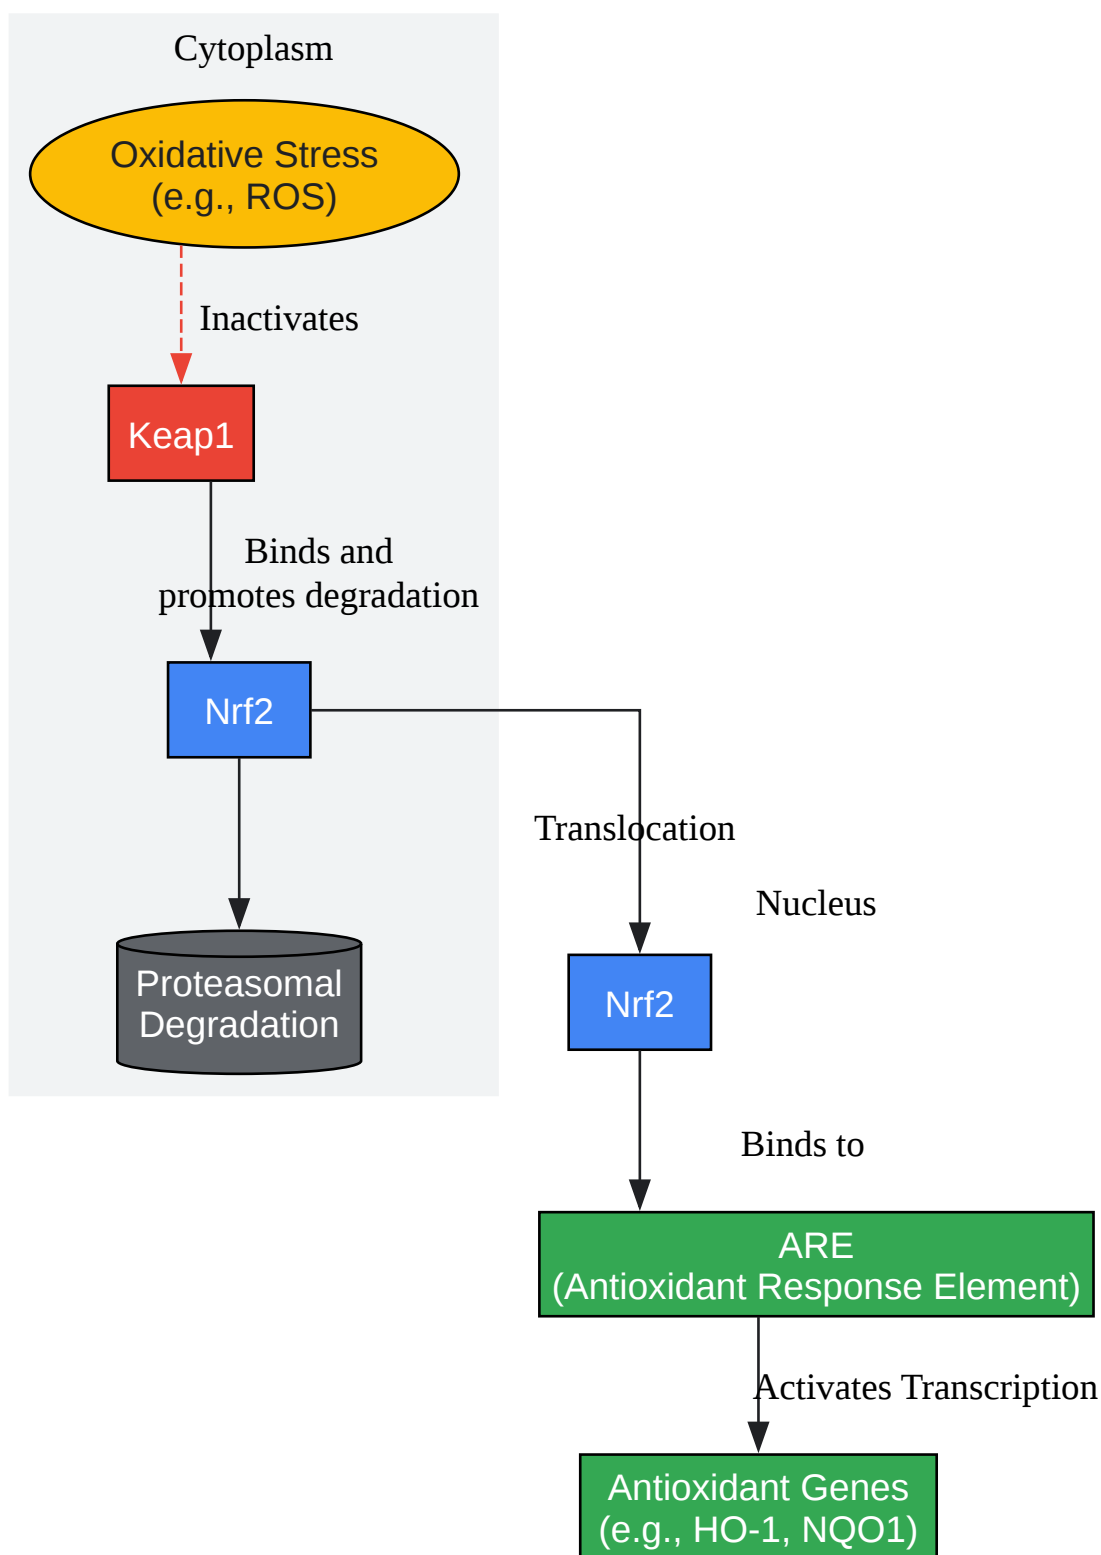 Cytoplasm
Oxidative Stress
(e.g., ROS)
Inactivates
Keap1
Binds and
promotes degradation
Nrf2
Translocation
Nucleus
Proteasomal
Degradation
Nrf2
Binds to
ARE
(Antioxidant Response Element)
Activates Transcription
Antioxidant Genes
(e.g., HO-1, NQO1)